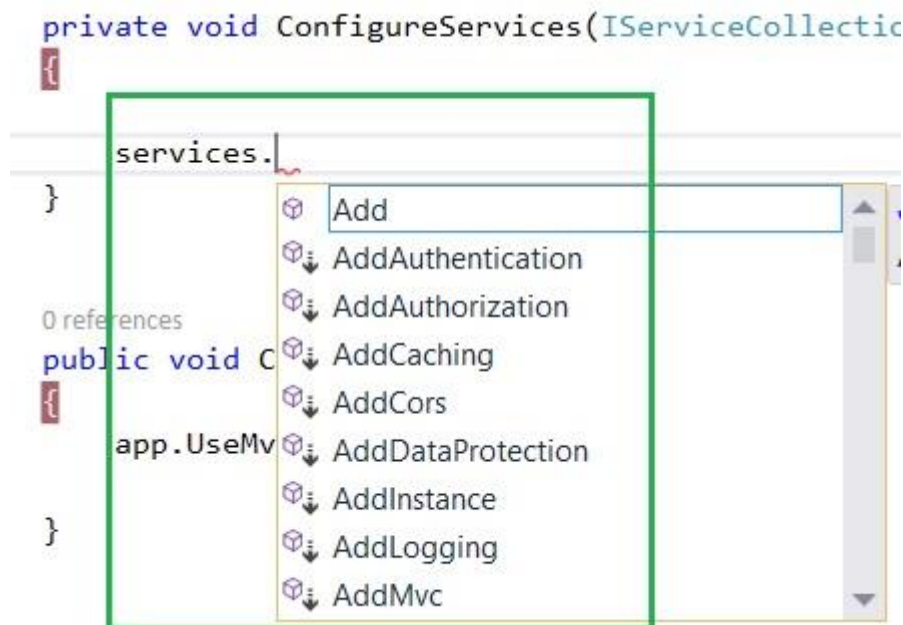 private void ConfigureServices(IServiceCollectic
{
services.
}
Add
AddAuthentication
AddAuthorization
0 references
AddCaching
public void C
{
AddCors
app.UseMv
AddDataProtection
AddInstance
}
AddLogging
AddMvc